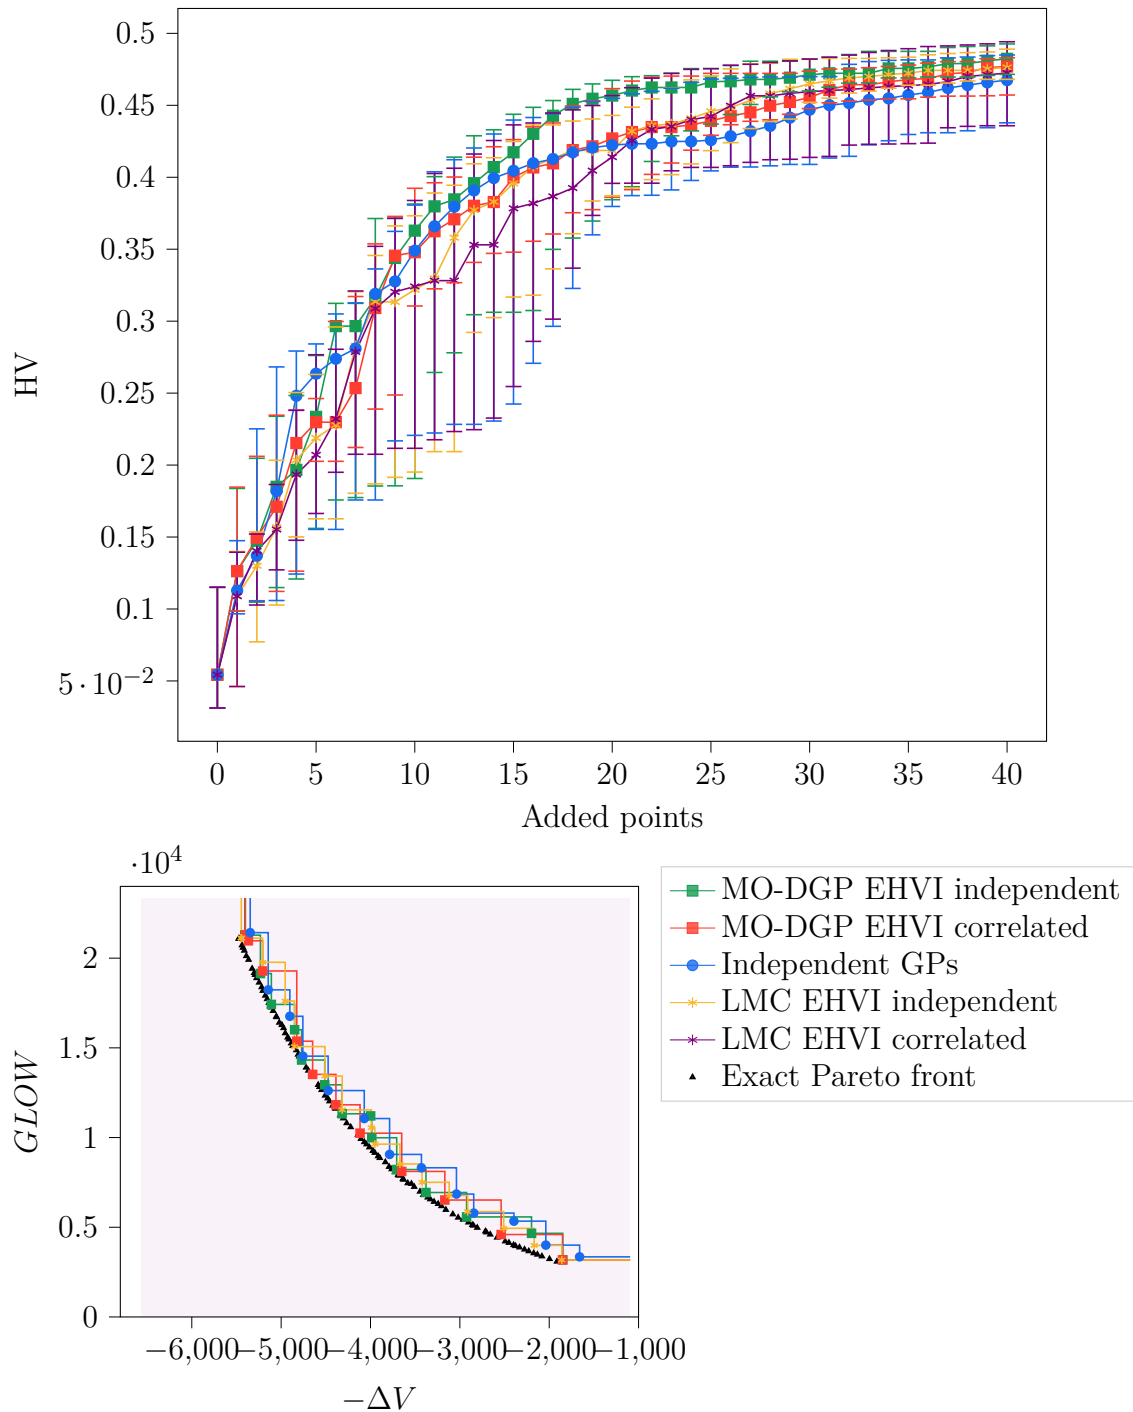 0.5
0.45
0.4
0.35
0.3
HV
0.25
0.2
0.15
0.1
5·10⁻²
0 5 10 15 20 25 30 35 40
Added points
·10⁴
MO-DGP EHVI independent
MO-DGP EHVI correlated
Independent GPs
LMC EHVI independent
LMC EHVI correlated
Exact Pareto front
2
1.5
GLOW
1
0.5
0
−6,000 −5,000 −4,000 −3,000 −2,000 −1,000
−ΔV